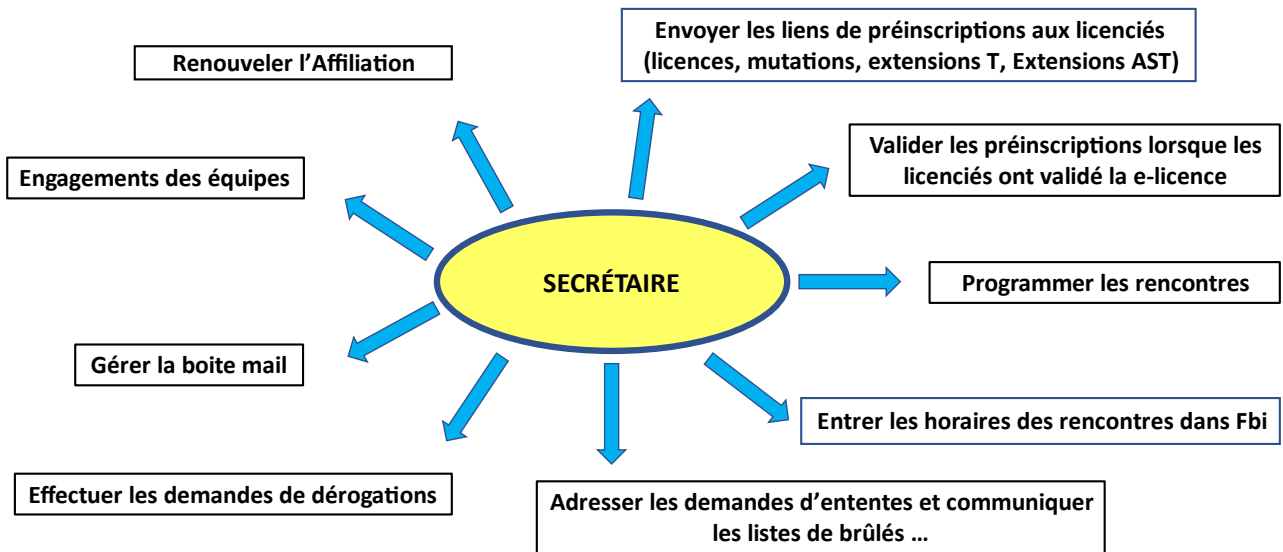 Envoyer les liens de préinscriptions aux licenciés
(licences, mutations, extensions T, Extensions AST)
Renouveler l’Affiliation
Valider les préinscriptions lorsque les
licenciés ont validé la e-licence
Engagements des équipes
SECRÉTAIRE
Programmer les rencontres
Gérer la boite mail
Entrer les horaires des rencontres dans Fbi
Effectuer les demandes de dérogations
Adresser les demandes d’ententes et communiquer
les listes de brûlés ...